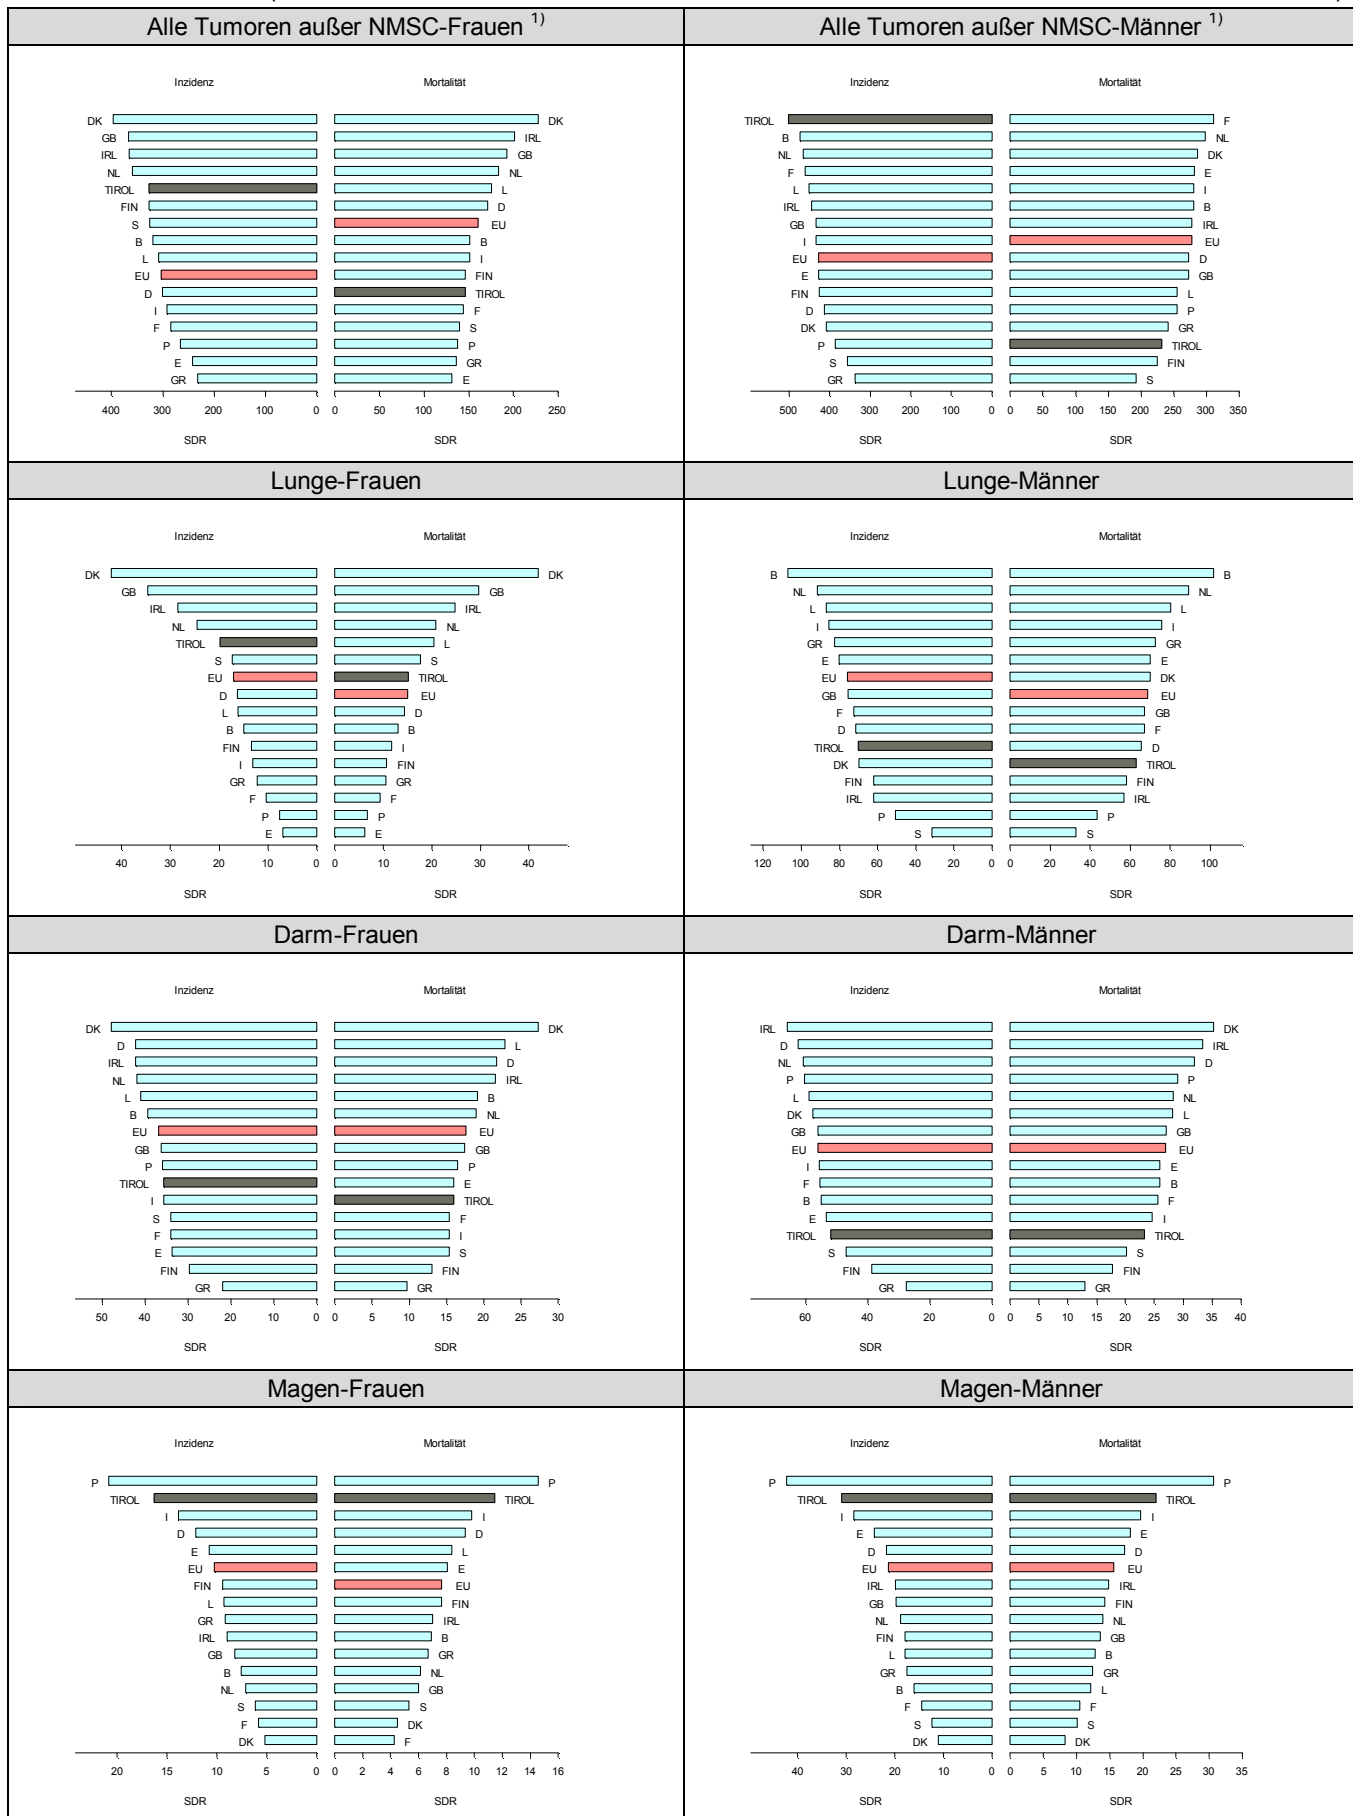 Alle Tumoren außer NMSC-Frauen 1)
Alle Tumoren außer NMSC-Männer 1)
Inzidenz Mortalität
DK DK
GB IRL
IRL GB
NL NL
TIROL L
FIN D
S EU
B B
L I
EU FIN
D TIROL
I F
F S
P P
E GR
GR E
400 300 200 100 0 0 50 100 150 200 250
SDR SDR
Inzidenz Mortalität
TIROL F
B NL
NL DK
F E
L I
IRL B
GB IRL
I EU
EU D
E GB
FIN L
D P
DK GR
P TIROL
S FIN
GR S
500 400 300 200 100 0 0 50 100 150 200 250 300 350
SDR SDR
Lunge-Frauen
Lunge-Männer
Inzidenz Mortalität
DK DK
GB GB
IRL IRL
NL NL
TIROL L
S S
EU TIROL
D EU
L D
B B
FIN I
I FIN
GR GR
F F
P P
E E
40 30 20 10 0 0 10 20 30 40
SDR SDR
Inzidenz Mortalität
B B
NL NL
L L
I I
GR GR
E E
EU DK
GB EU
F GB
D F
TIROL D
DK TIROL
FIN FIN
IRL IRL
P P
S S
120 100 80 60 40 20 0 0 20 40 60 80 100
SDR SDR
Darm-Frauen
Darm-Männer
Inzidenz Mortalität
DK DK
D L
IRL D
NL IRL
L B
B NL
EU EU
GB GB
P P
TIROL E
I TIROL
S F
F I
E S
FIN FIN
GR GR
50 40 30 20 10 0 0 5 10 15 20 25 30
SDR SDR
Inzidenz Mortalität
IRL DK
D IRL
NL D
P P
L NL
DK L
GB GB
EU EU
I E
F B
B F
E I
TIROL TIROL
S S
FIN FIN
GR GR
60 40 20 0 0 5 10 15 20 25 30 35 40
SDR SDR
Magen-Frauen
Magen-Männer
Inzidenz Mortalität
P P
TIROL TIROL
I I
D D
E L
EU E
FIN EU
L FIN
GR IRL
IRL B
GB GR
B NL
NL GB
S S
F DK
DK F
20 15 10 5 0 0 2 4 6 8 10 12 14 16
SDR SDR
Inzidenz Mortalität
P P
TIROL TIROL
I I
E E
D D
EU EU
IRL IRL
GB FIN
NL NL
FIN GB
L B
GR GR
B L
F F
S S
DK DK
40 30 20 10 0 0 5 10 15 20 25 30 35
SDR SDR